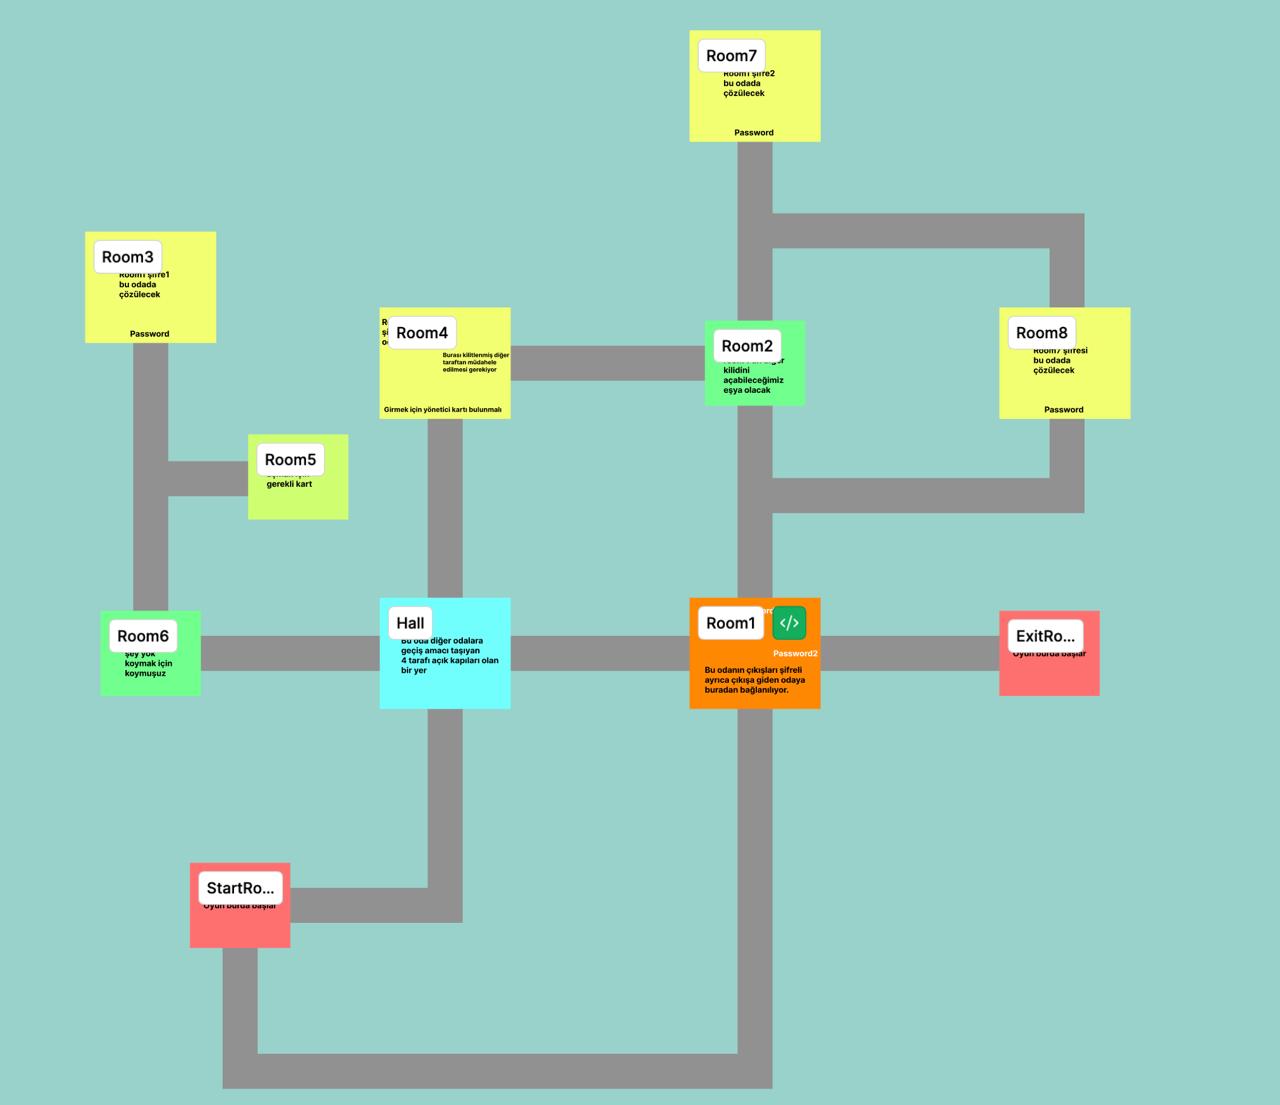 Room7
Room1 şifre2
bu odada
çözülecek
Password
Room3
Room1 şifre1
bu odada
çözülecek
Password
Room4
Burası kilitlenmiş diğer
taraftan müdahele
edilmesi gerekiyor
Girmek için yönetici kartı bulunmalı
Room2
kilidini
açabileceğimiz
eşya olacak
Room8
Room7 şifresi
bu odada
çözülecek
Password
Room5
gerekli kart
Room6
şey yok
koymak için
koymuşuz
Hall
Bu oda diğer odalara
geçiş amacı taşıyan
4 tarafı açık kapıları olan
bir yer
Room1
</>
Password2
Bu odanın çıkışları şifreli
ayrıca çıkışa giden odaya
buradan bağlanılıyor.
ExitRo...
Oyun burda başlar
StartRo...
Oyun burda başlar